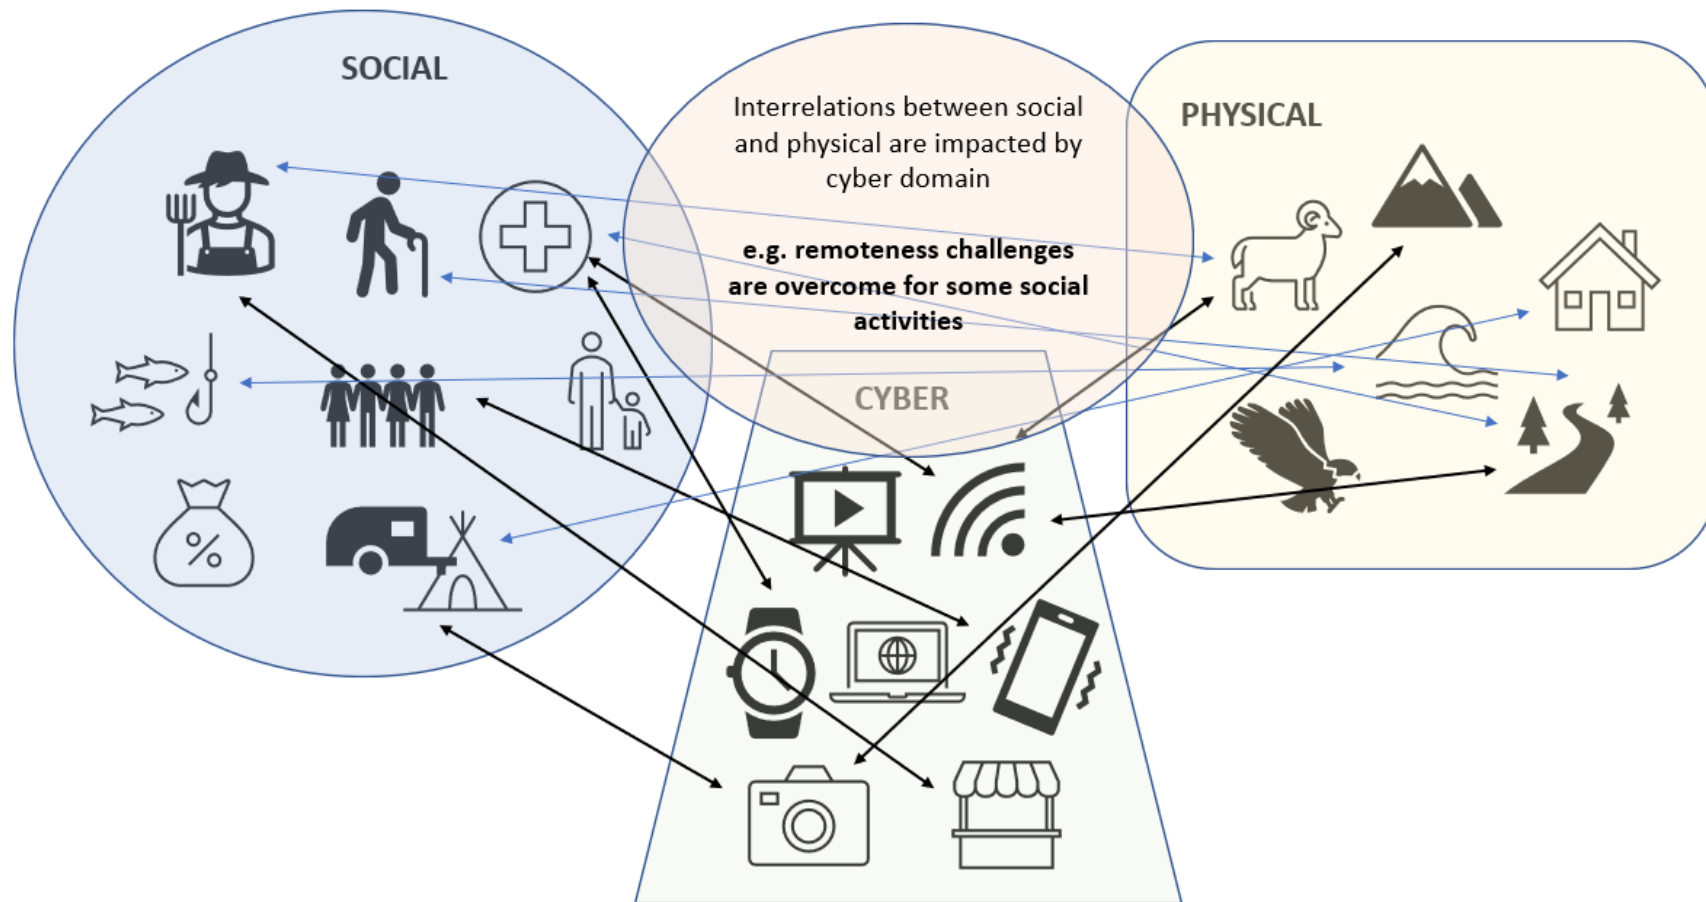 SOCIAL
Interrelations between social
and physical are impacted by
cyber domain
e.g. remoteness challenges
are overcome for some social
activities
PHYSICAL
CYBER
%